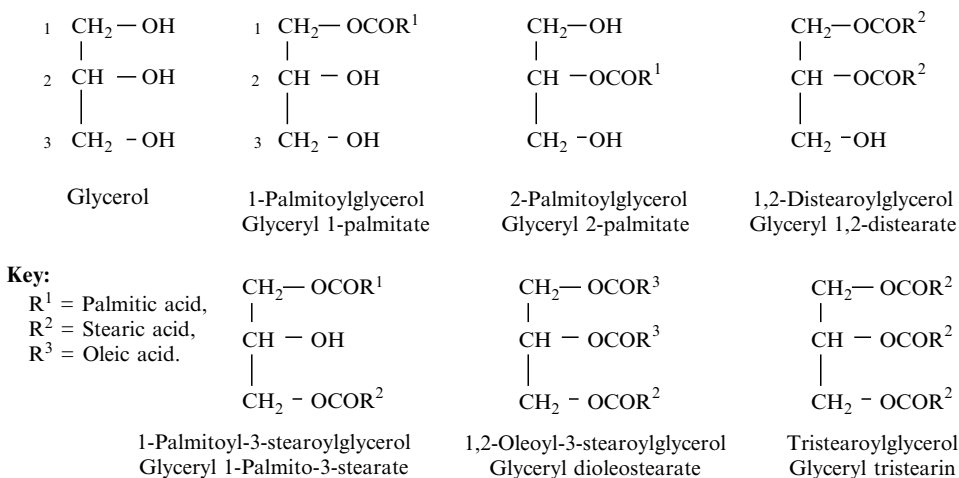 1 CH₂— OH
2 CH — OH
3 CH₂ – OH
Glycerol
1 CH₂— OCOR¹
2 CH — OH
3 CH₂ – OH
1-Palmitoylglycerol
Glyceryl 1-palmitate
CH₂—OH
CH — OCOR¹
CH₂ –OH
2-Palmitoylglycerol
Glyceryl 2-palmitate
CH₂— OCOR²
CH — OCOR²
CH₂ –OH
1,2-Distearoylglycerol
Glyceryl 1,2-distearate
Key:
R¹ = Palmitic acid,
R² = Stearic acid,
R³ = Oleic acid.
CH₂— OCOR¹
CH — OH
CH₂ – OCOR²
1-Palmitoyl-3-stearoylglycerol
Glyceryl 1-Palmito-3-stearate
CH₂— OCOR³
CH — OCOR³
CH₂ – OCOR²
1,2-Oleoyl-3-stearoylglycerol
Glyceryl dioleostearate
CH₂— OCOR²
CH — OCOR²
CH₂ – OCOR²
Tristearoylglycerol
Glyceryl tristearin